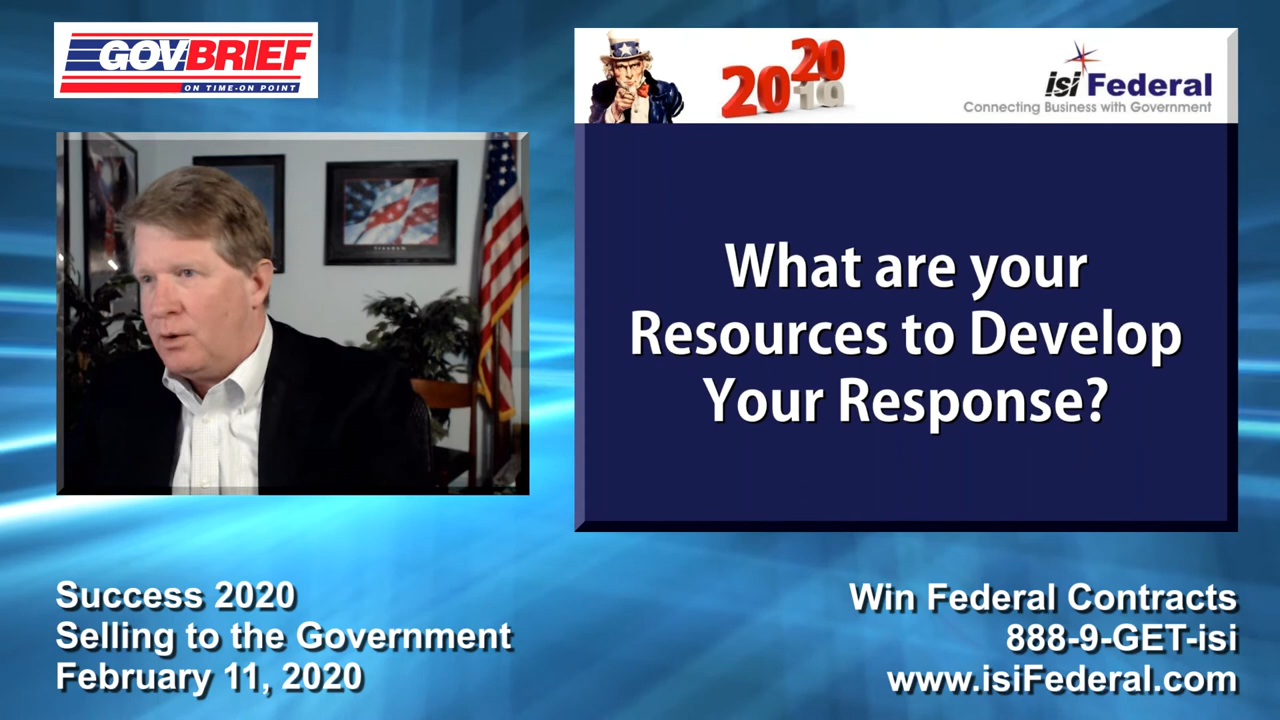 GOVBRIEF
ON TIME-ON POINT
2020
19
isi Federal
Connecting Business with Government
What are your
Resources to Develop
Your Response?
Success 2020
Selling to the Government
February 11, 2020
Win Federal Contracts
888-9-GET-isi
www.isiFederal.com